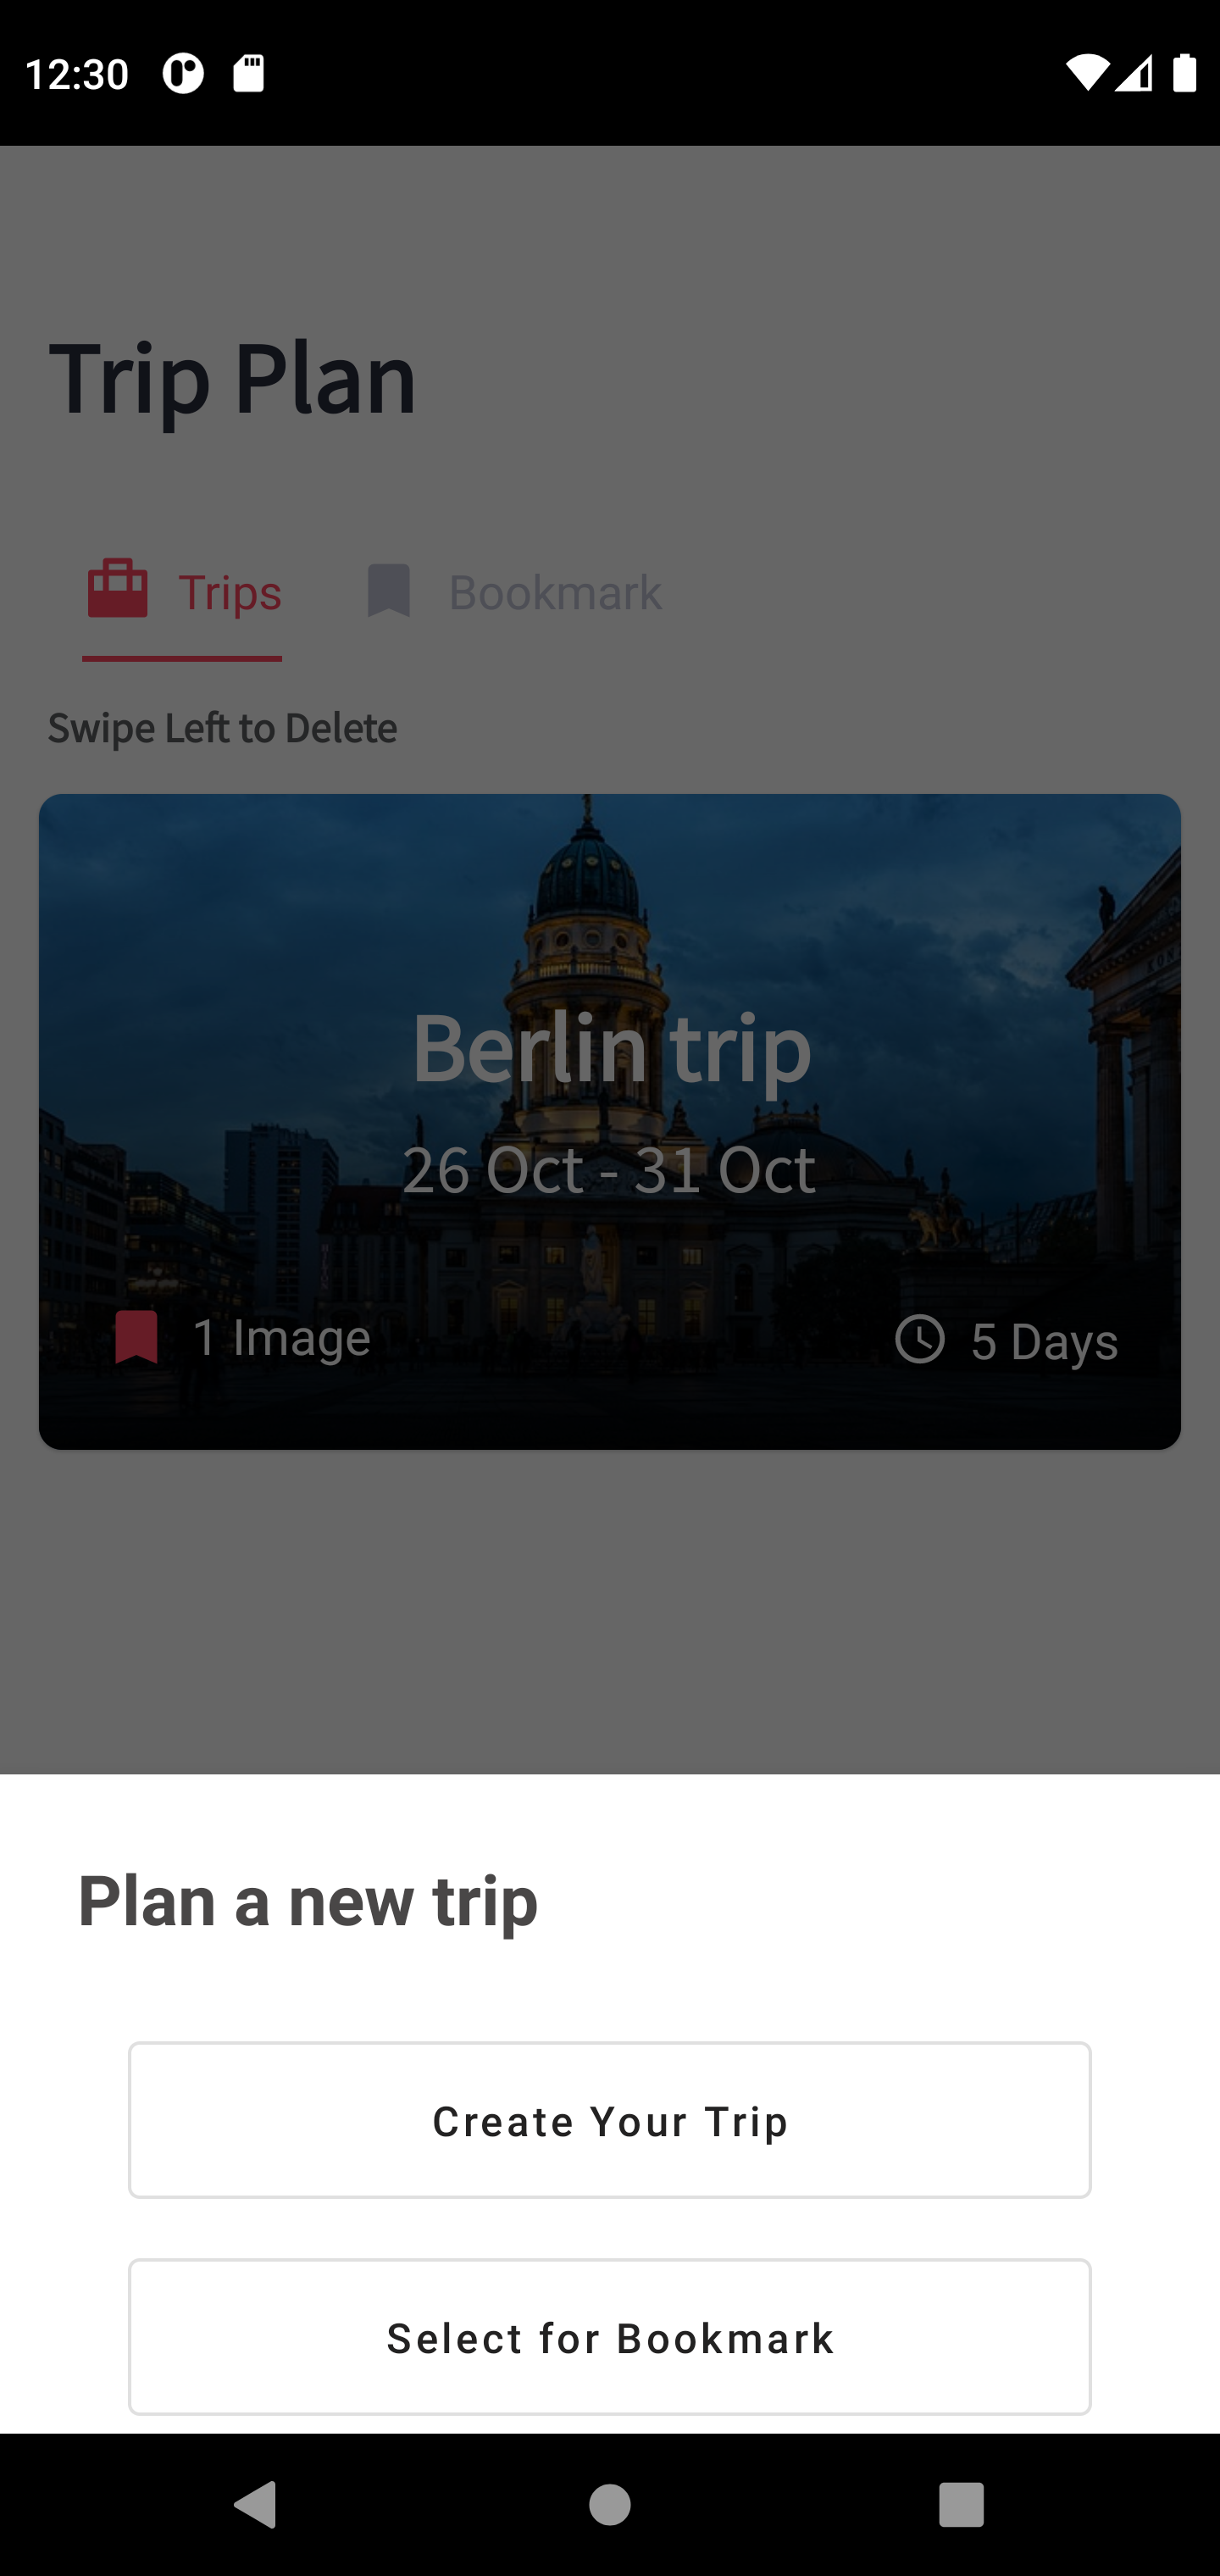 12:30
Trip Plan
Trips
Bookmark
Swipe Left to Delete
Berlin trip
26 Oct - 31 Oct
1 Image
5 Days
Plan a new trip
Create Your Trip
Select for Bookmark